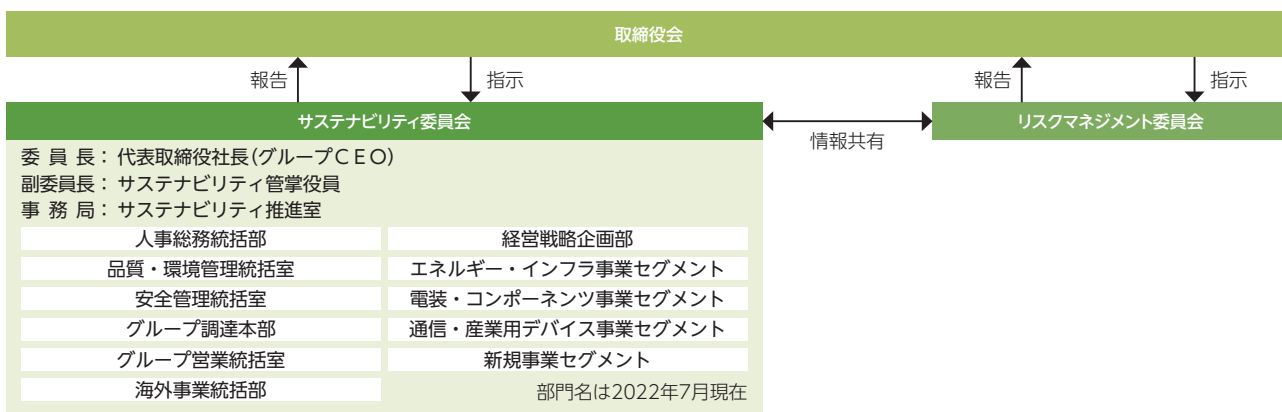 取締役会
報告
指示
報告
指示
サステナビリティ委員会
情報共有
リスクマネジメント委員会
委 員 長：代表取締役社長(グループCEO)
副委員長：サステナビリティ管掌役員
事 務 局：サステナビリティ推進室
人事総務統括部
経営戦略企画部
品質・環境管理統括室
エネルギー・インフラ事業セグメント
安全管理統括室
電装・コンポーネンツ事業セグメント
グループ調達本部
通信・産業用デバイス事業セグメント
グループ営業統括室
新規事業セグメント
海外事業統括部
部門名は2022年7月現在